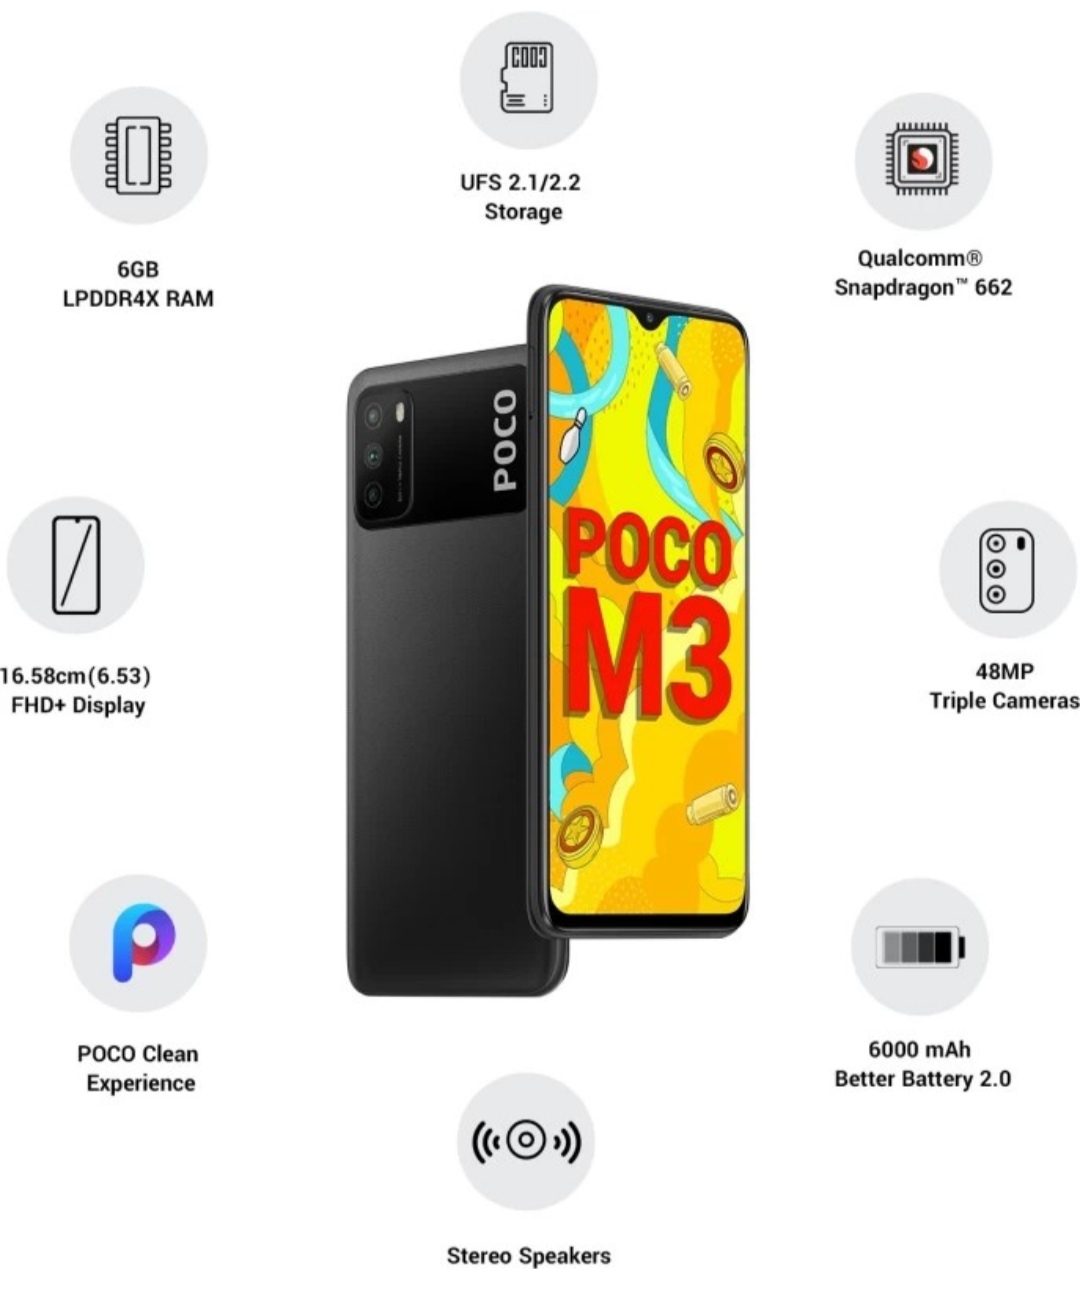 UFS 2.1/2.2
Storage
6GB
LPDDR4X RAM
Qualcomm®
Snapdragon™ 662
POCO
POCO
M3
16.58cm(6.53)
FHD+ Display
48MP
Triple Cameras
POCO Clean
Experience
6000 mAh
Better Battery 2.0
Stereo Speakers